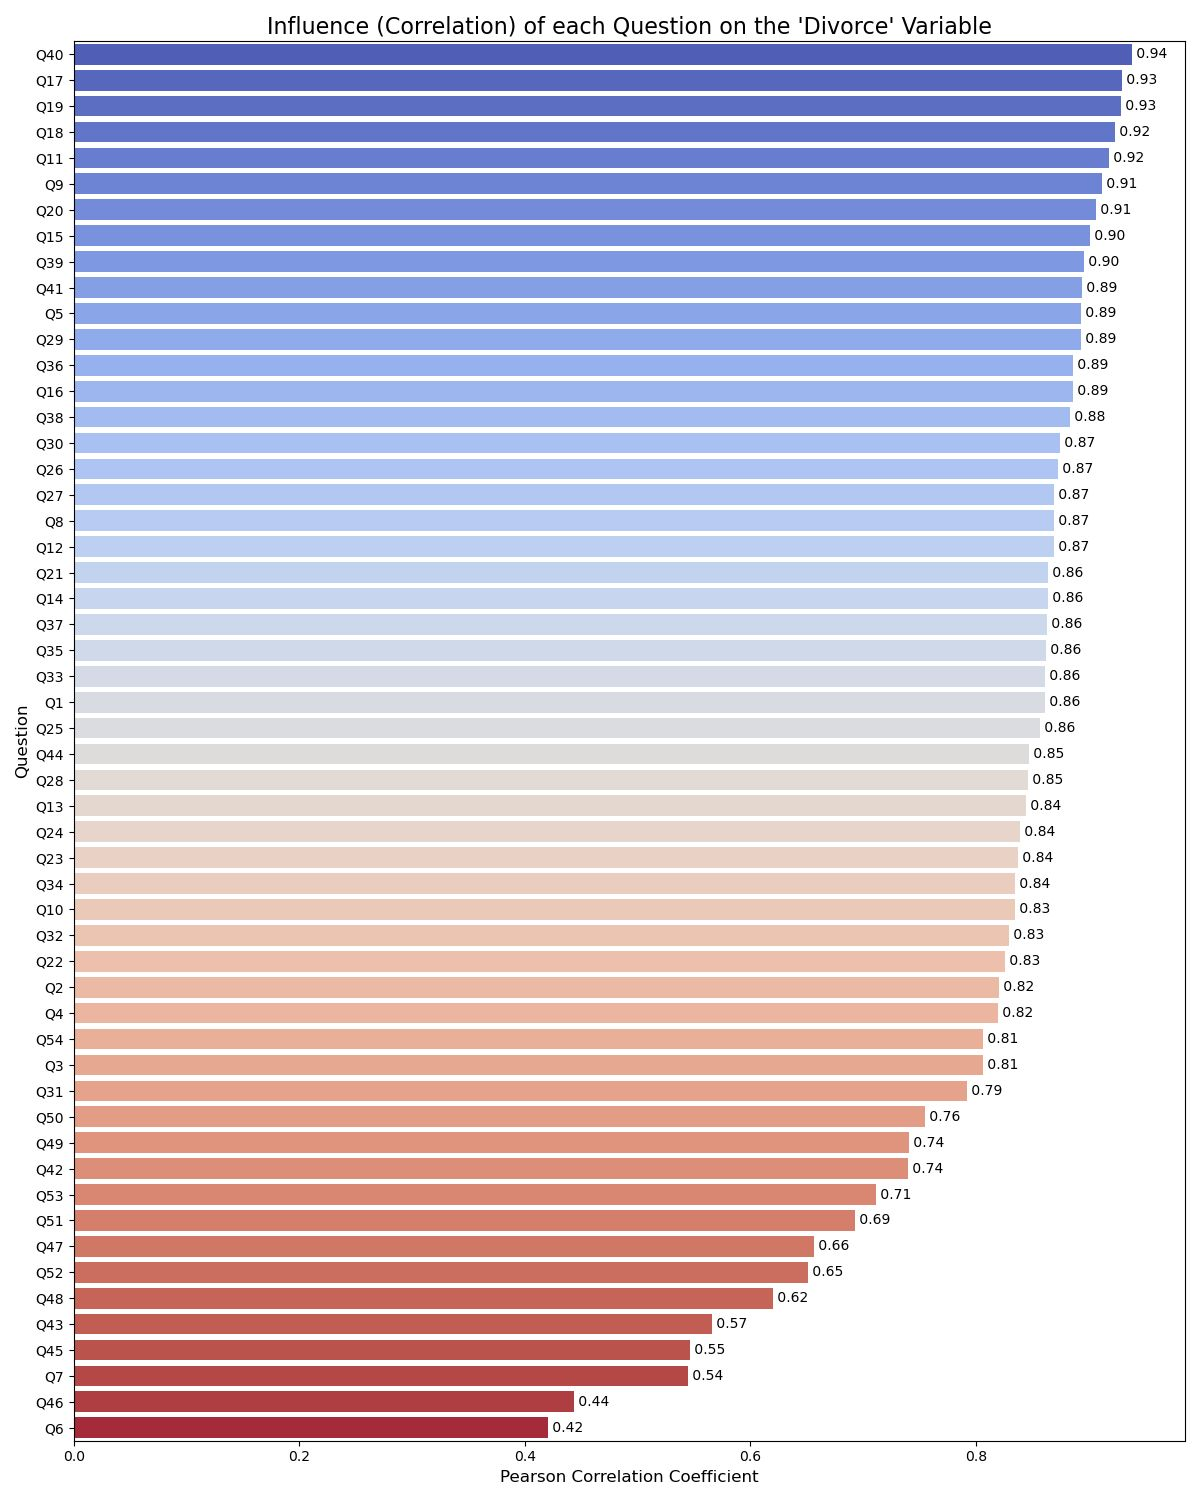 Influence (Correlation) of each Question on the 'Divorce' Variable
Q40 0.94
Q17 0.93
Q19 0.93
Q18 0.92
Q11 0.92
Q9 0.91
Q20 0.91
Q15 0.90
Q39 0.90
Q41 0.89
Q5 0.89
Q29 0.89
Q36 0.89
Q16 0.89
Q38 0.88
Q30 0.87
Q26 0.87
Q27 0.87
Q8 0.87
Q12 0.87
Q21 0.86
Q14 0.86
Q37 0.86
Q35 0.86
Q33 0.86
Q1 0.86
Q25 0.86
Q44 0.85
Q28 0.85
Q13 0.84
Q24 0.84
Q23 0.84
Q34 0.84
Q10 0.83
Q32 0.83
Q22 0.83
Q2 0.82
Q4 0.82
Q54 0.81
Q3 0.81
Q31 0.79
Q50 0.76
Q49 0.74
Q42 0.74
Q53 0.71
Q51 0.69
Q47 0.66
Q52 0.65
Q48 0.62
Q43 0.57
Q45 0.55
Q7 0.54
Q46 0.44
Q6 0.42
Question
0.0 0.2 0.4 0.6 0.8
Pearson Correlation Coefficient